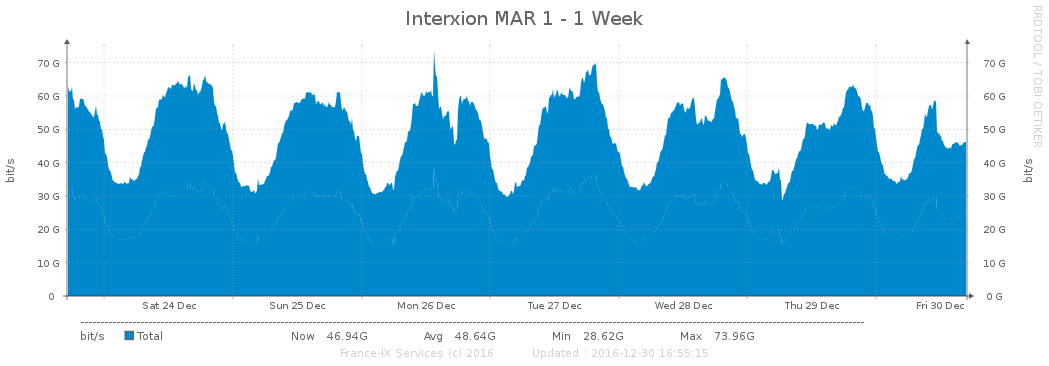 Interxion MAR 1 - 1 Week
RRDTOOL / TOBI OETIKER
bit/s
bit/s
70 G 70 G
60 G 60 G
50 G 50 G
40 G 40 G
30 G 30 G
20 G 20 G
10 G 10 G
0 0 G
Sat 24 Dec Sun 25 Dec Mon 26 Dec Tue 27 Dec Wed 28 Dec Thu 29 Dec Fri 30 Dec
bit/s Total Now 46.94G Avg 48.64G Min 28.62G Max 73.96G
France-IX Services (c) 2016 Updated : 2016-12-30 16:55:15